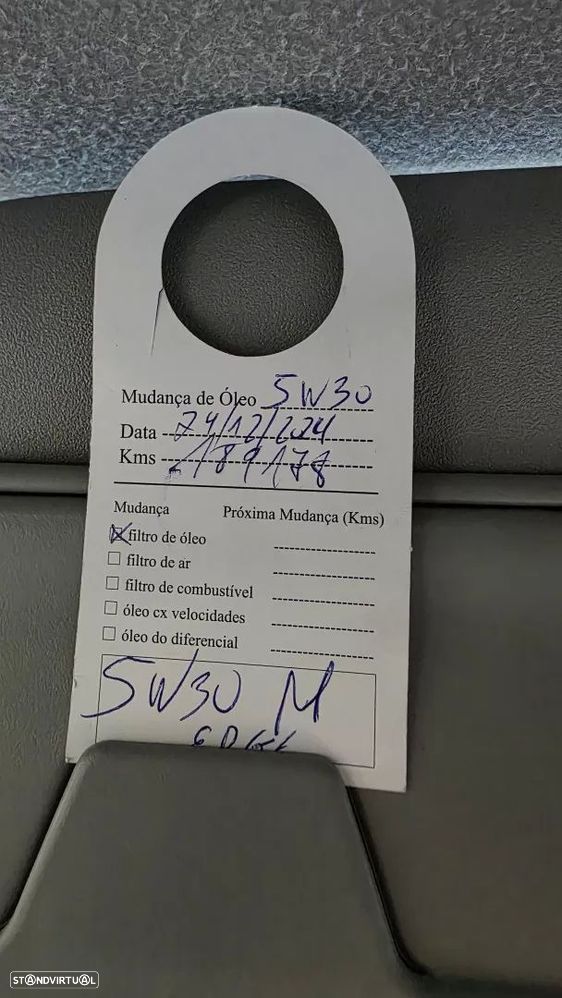 Mudança de Óleo 5W30
Data 24/12/2024
Kms 189178
Mudança Próxima Mudança (Kms)
filtro de óleo
filtro de ar
filtro de combustível
óleo cx velocidades
óleo do diferencial
5W30 M
STANDVIRTUAL